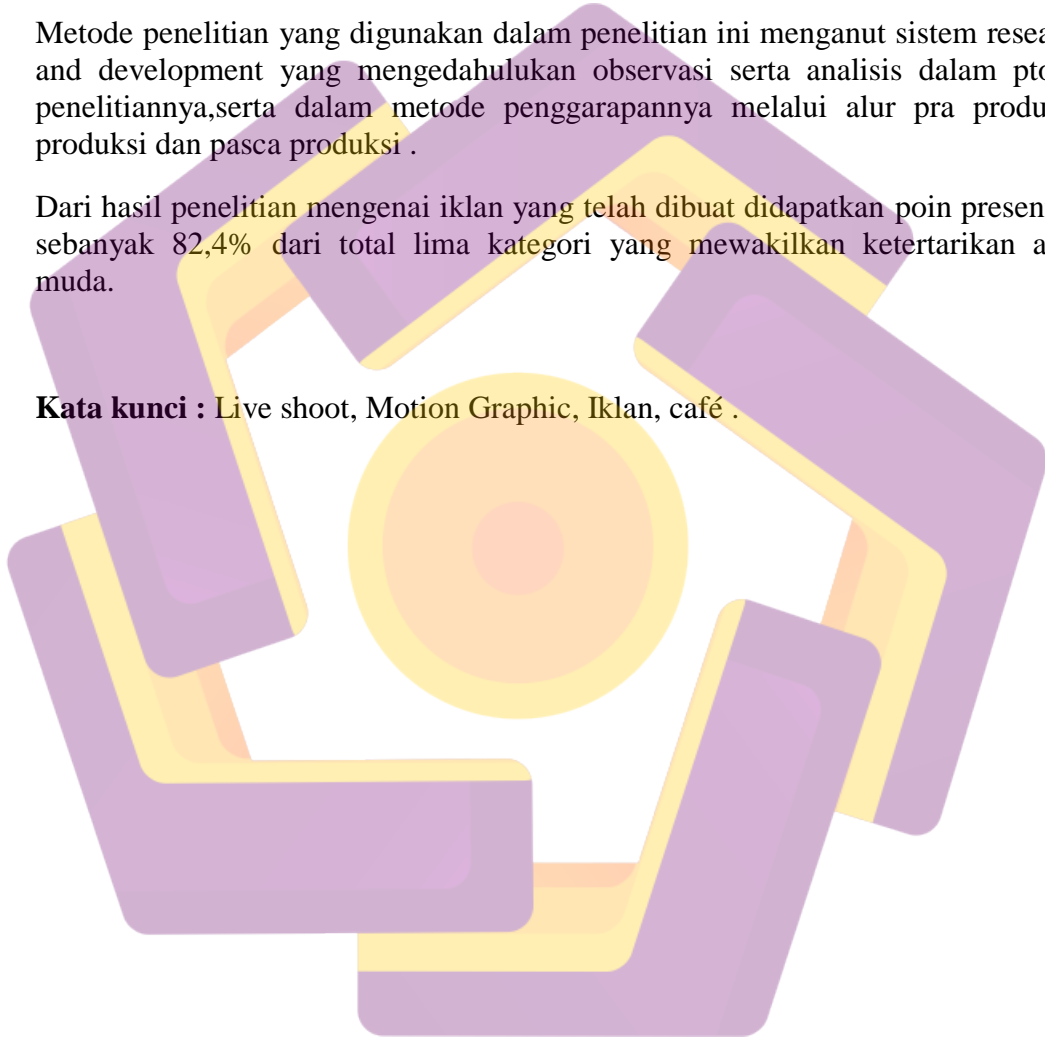 Metode penelitian yang digunakan dalam penelitian ini menganut sistem resea
and development yang mengedahulukan observasi serta analisis dalam pto
penelitiannya,serta dalam metode penggarapannya melalui alur pra produ
produksi dan pasca produksi .
Dari hasil penelitian mengenai iklan yang telah dibuat didapatkan poin presen
sebanyak 82,4% dari total lima kategori yang mewakilkan ketertarikan a
muda.
Kata kunci : Live shoot, Motion Graphic, Iklan, café .